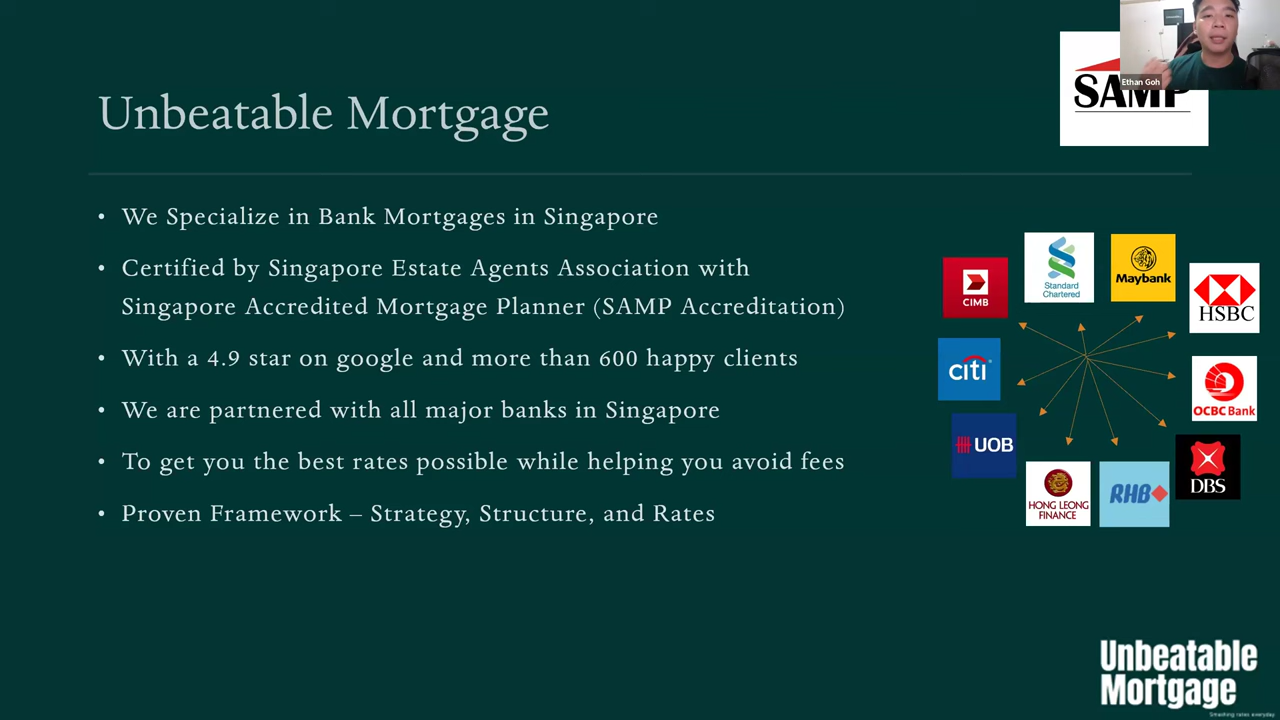 Unbeatable Mortgage
SAMP
Ethan Goh
• We Specialize in Bank Mortgages in Singapore
• Certified by Singapore Estate Agents Association with
Singapore Accredited Mortgage Planner (SAMP Accreditation)
• With a 4.9 star on google and more than 600 happy clients
• We are partnered with all major banks in Singapore
• To get you the best rates possible while helping you avoid fees
• Proven Framework – Strategy, Structure, and Rates
CIMB
Standard
Chartered
Maybank
HSBC
citi
OCBC Bank
UOB
HONG LEONG
FINANCE
RHB
DBS
Unbeatable
Mortgage
Smashing rates everyday